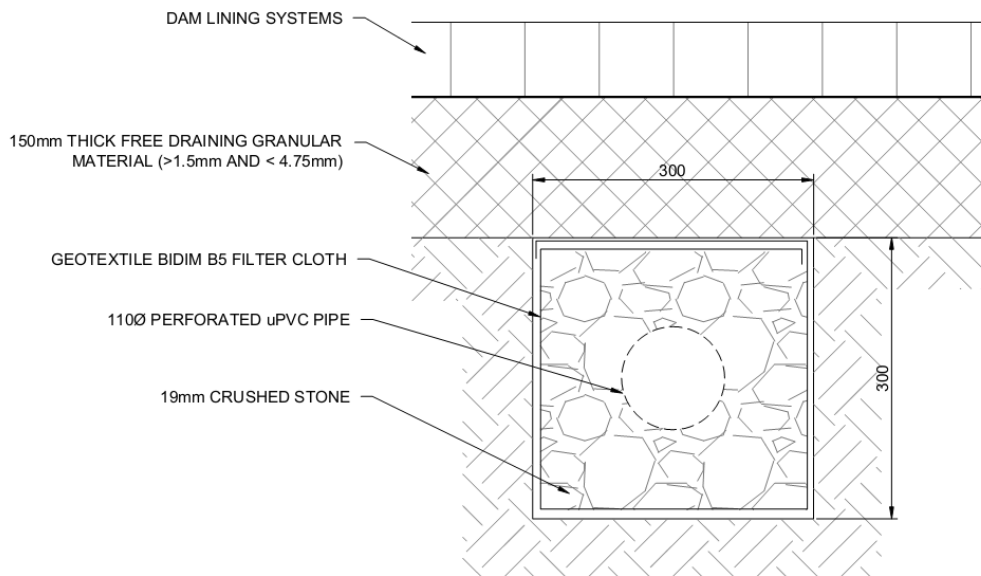 DAM LINING SYSTEMS
150mm THICK FREE DRAINING GRANULAR
MATERIAL (>1.5mm AND < 4.75mm)
300
GEOTEXTILE BIDIM B5 FILTER CLOTH
110Ø PERFORATED uPVC PIPE
300
19mm CRUSHED STONE